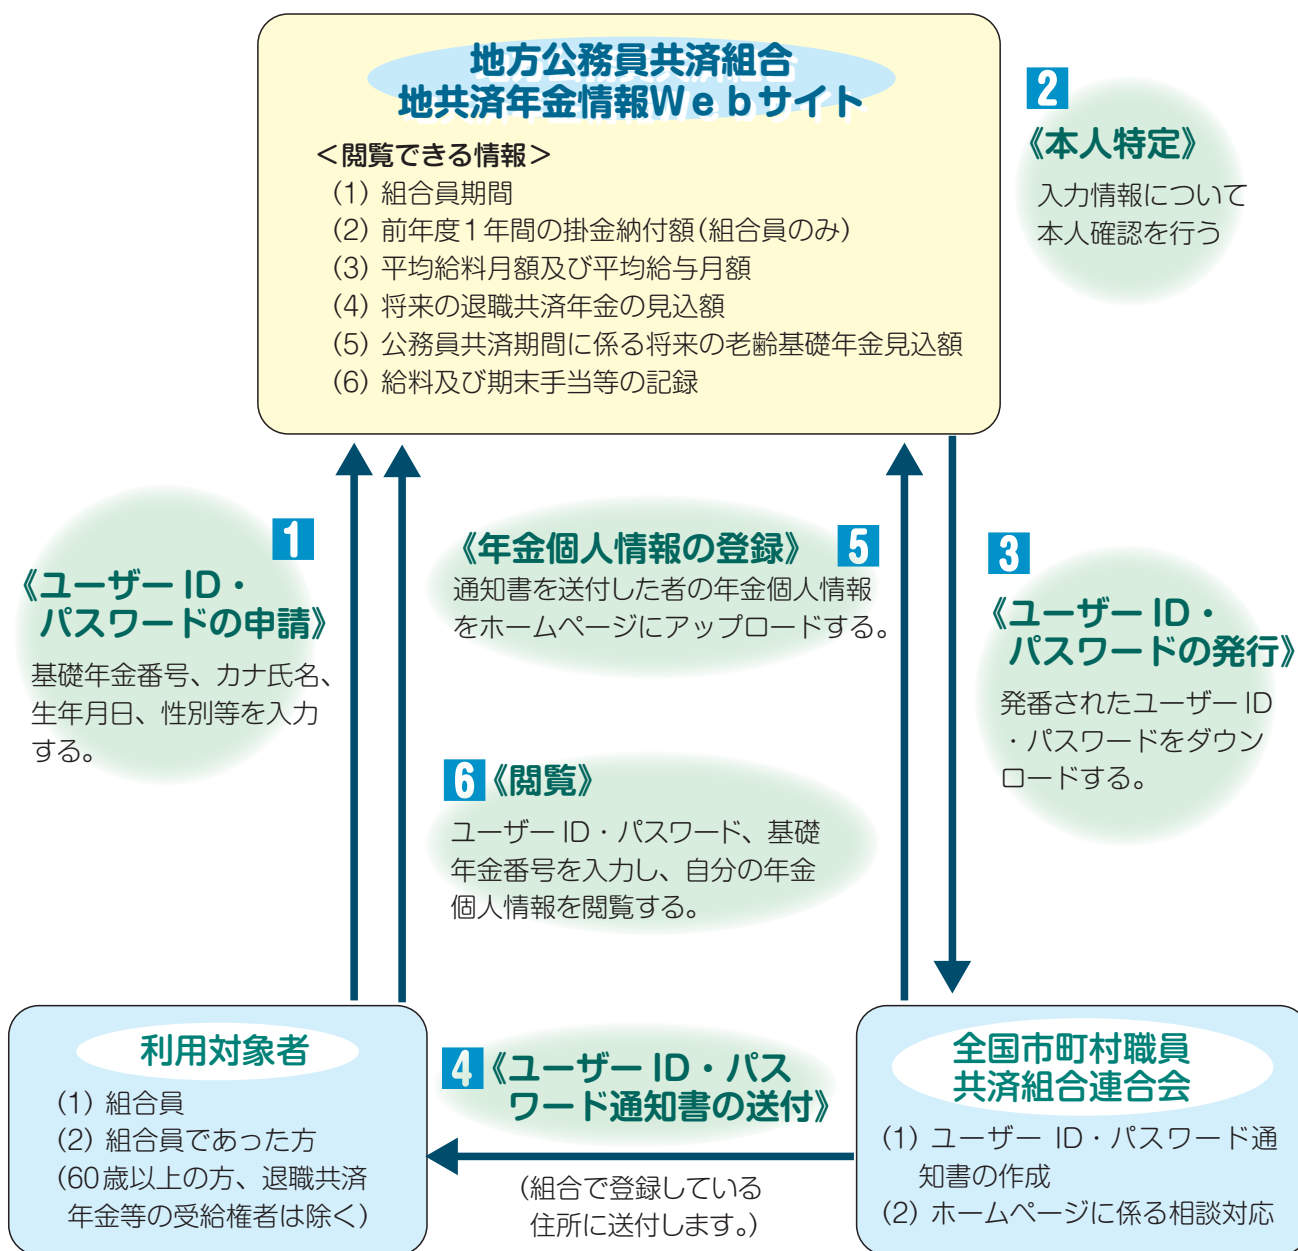 地方公務員共済組合
地共済年金情報Webサイト
＜閲覧できる情報＞
(1) 組合員期間
(2) 前年度1年間の掛金納付額(組合員のみ)
(3) 平均給料月額及び平均給与月額
(4) 将来の退職共済年金の見込額
(5) 公務員共済期間に係る将来の老齢基礎年金見込額
(6) 給料及び期末手当等の記録
1
《ユーザーID・
パスワードの申請》
基礎年金番号、カナ氏名、
生年月日、性別等を入力
する。
2
《本人特定》
入力情報について
本人確認を行う
3
《ユーザーID・
パスワードの発行》
発番されたユーザーID
・パスワードをダウン
ロードする。
《年金個人情報の登録》 5
通知書を送付した者の年金個人情報
をホームページにアップロードする。
6 《閲覧》
ユーザーID・パスワード、基礎
年金番号を入力し、自分の年金
個人情報を閲覧する。
利用対象者
(1) 組合員
(2) 組合員であった方
(60歳以上の方、退職共済
年金等の受給権者は除く)
4 《ユーザーID・パス
ワード通知書の送付》
(組合で登録している
住所に送付します。)
全国市町村職員
共済組合連合会
(1) ユーザー ID・パスワード通
知書の作成
(2) ホームページに係る相談対応